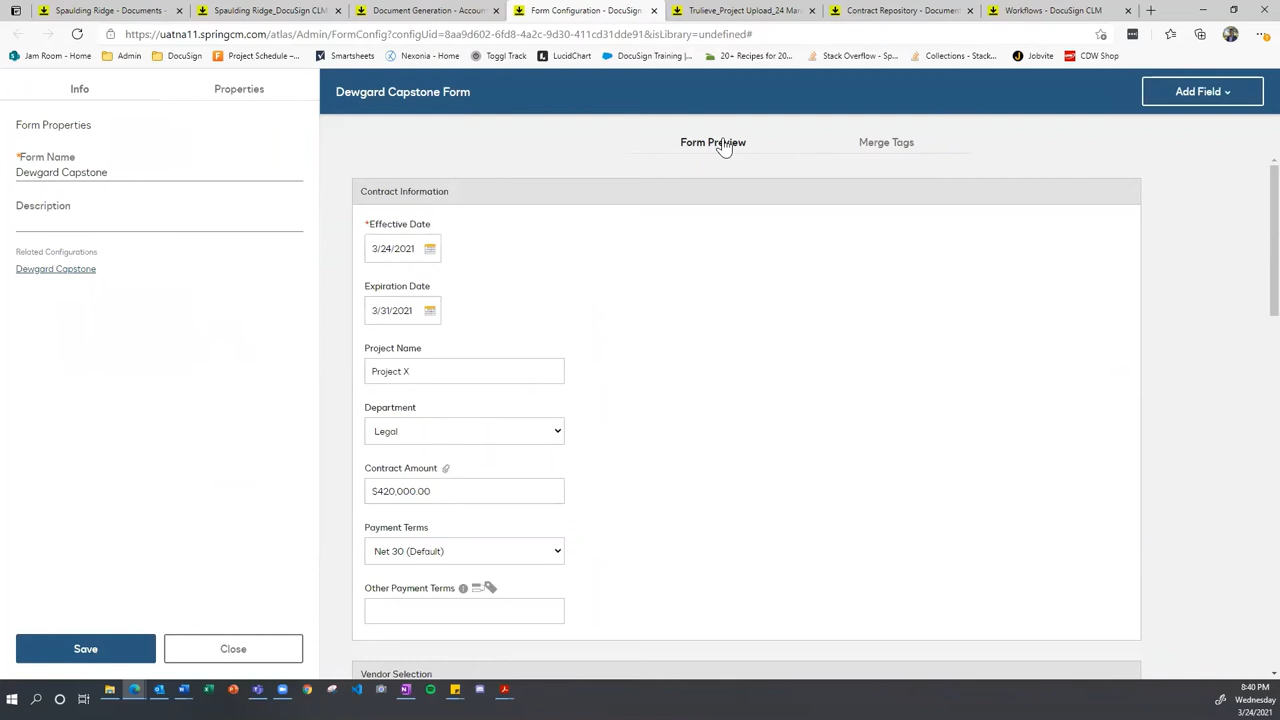 Spaulding Ridge - Documents -
Spaulding Ridge_DocuSign CLM
Document Generation - Accoun
Form Configuration - DocuSign
Trulieve_Project Upload_24 Mar
Contract Repository - Documen
Workflows - DocuSign CLM
https://uatna11.springcm.com/atlas/Admin/FormConfig?configUid=8aa9d602-6fd8-4a2c-9d30-411cd31dde91&isLibrary=undefined#
Jam Room - Home
Admin
DocuSign
Project Schedule –...
Smartsheets
Nexonia - Home
Toggl Track
LucidChart
DocuSign Training |...
20+ Recipes for 20...
Stack Overflow - Sp...
Collections - Stack...
Jobvite
CDW Shop
Info
Properties
Dewgard Capstone Form
Add Field
Form Properties
*Form Name
Dewgard Capstone
Description
Related Configurations
Dewgard Capstone
Save
Close
Form Preview
Merge Tags
Contract Information
*Effective Date
3/24/2021
Expiration Date
3/31/2021
Project Name
Project X
Department
Legal
Contract Amount
$420,000.00
Payment Terms
Net 30 (Default)
Other Payment Terms
Vendor Selection
8:40 PM
Wednesday
3/24/2021